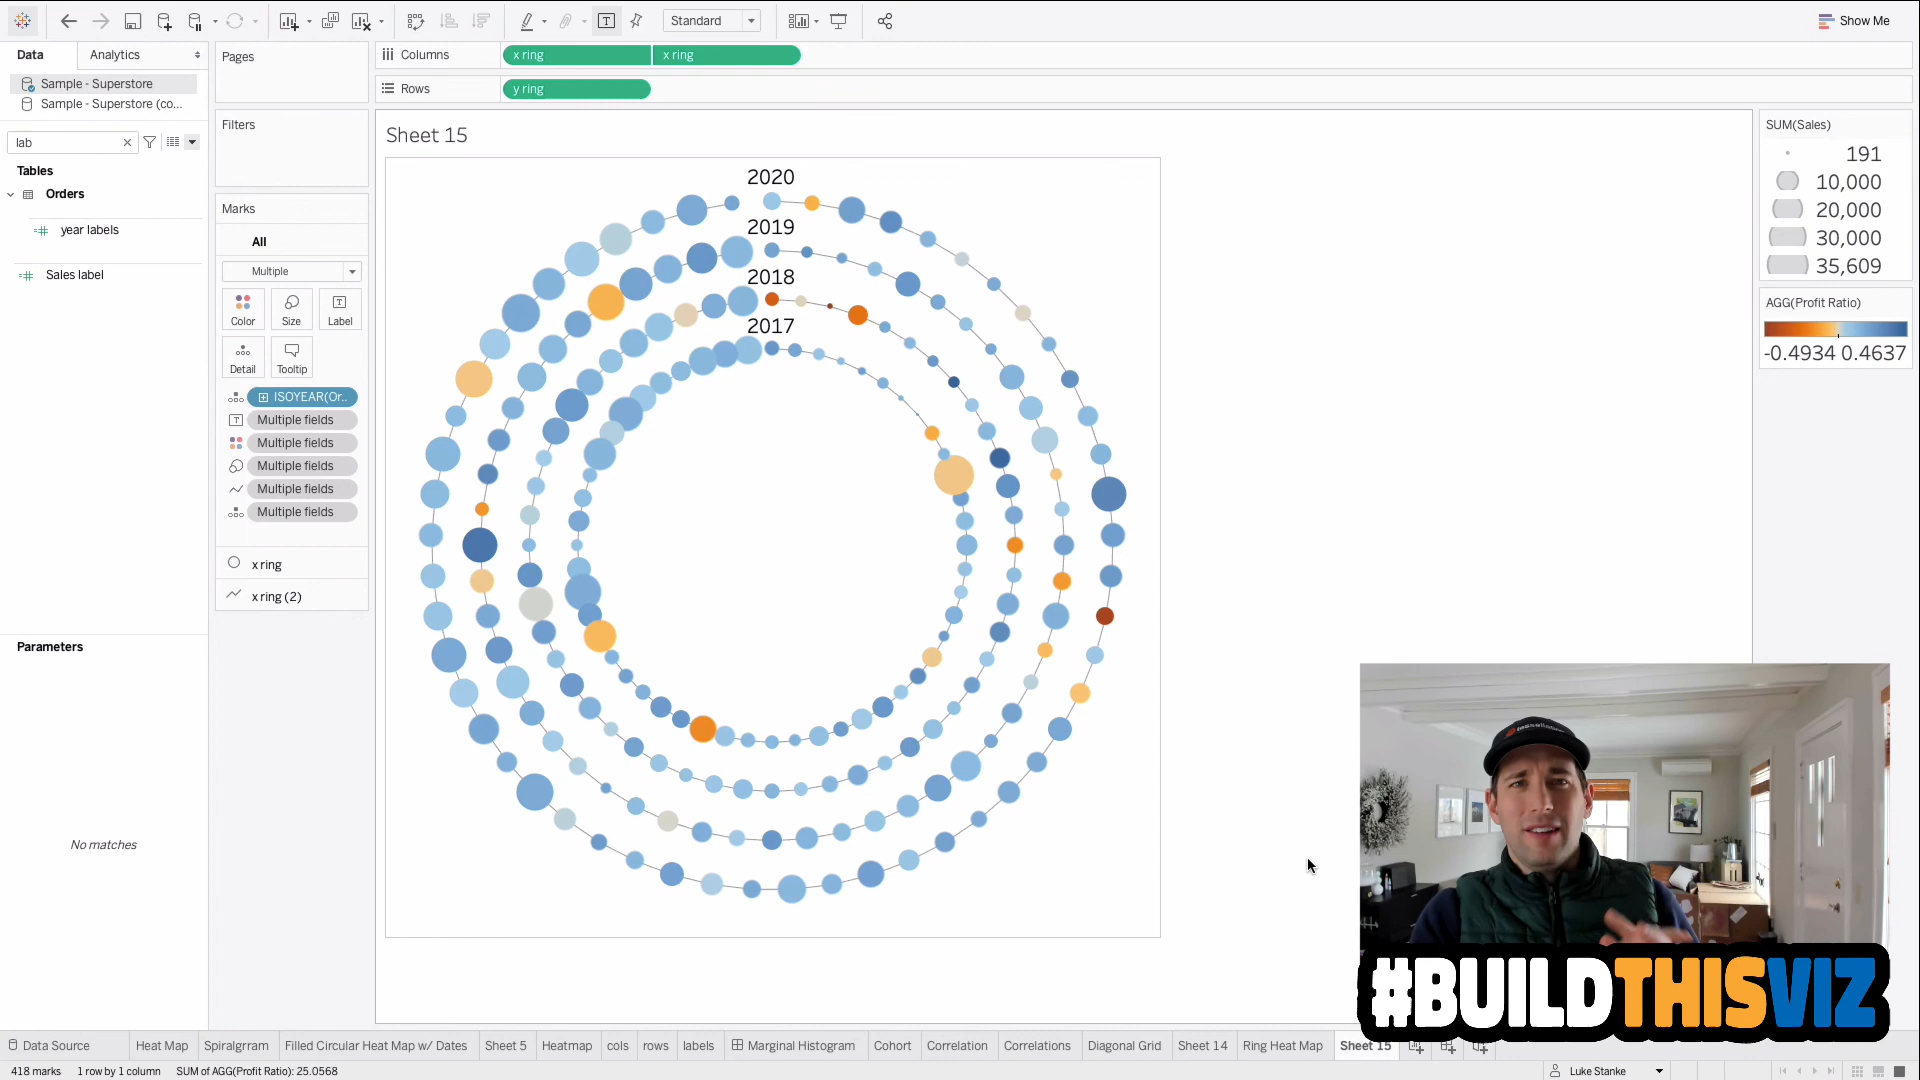 Standard
Show Me
Data
Analytics
Pages
Columns
x ring
x ring
Rows
y ring
Sample - Superstore
Sample - Superstore (co...
lab
Tables
Orders
year labels
Sales label
Parameters
No matches
Filters
Marks
All
Multiple
Color
Size
Label
Detail
Tooltip
ISOYEAR(Or..
Multiple fields
Multiple fields
Multiple fields
Multiple fields
Multiple fields
x ring
x ring (2)
Sheet 15
2020
2019
2018
2017
SUM(Sales)
191
10,000
20,000
30,000
35,609
AGG(Profit Ratio)
-0.4934 0.4637
#BUILDTHISVIZ
Data Source
Heat Map
Spiralgrram
Filled Circular Heat Map w/ Dates
Sheet 5
Heatmap
cols
rows
labels
Marginal Histogram
Cohort
Correlation
Correlations
Diagonal Grid
Sheet 14
Ring Heat Map
Sheet 15
418 marks
1 row by 1 column
SUM of AGG(Profit Ratio): 25.0568
Luke Stanke